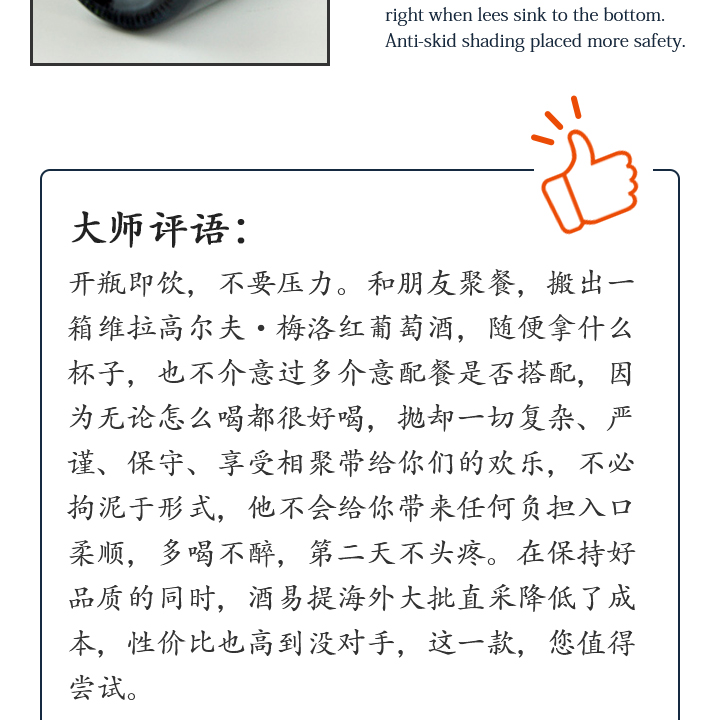 right when lees sink to the bottom.
Anti-skid shading placed more safety.
大师评语：
开瓶即饮，不要压力。和朋友聚餐，搬出一
箱维拉高尔夫·梅洛红葡萄酒，随便拿什么
杯子，也不介意过多介意配餐是否搭配，因
为无论怎么喝都很好喝，抛却一切复杂、严
谨、保守、享受相聚带给你们的欢乐，不必
拘泥于形式，他不会给你带来任何负担入口
柔顺，多喝不醉，第二天不头疼。在保持好
品质的同时，酒易提海外大批直采降低了成
本，性价比也高到没对手，这一款，您值得
尝试。